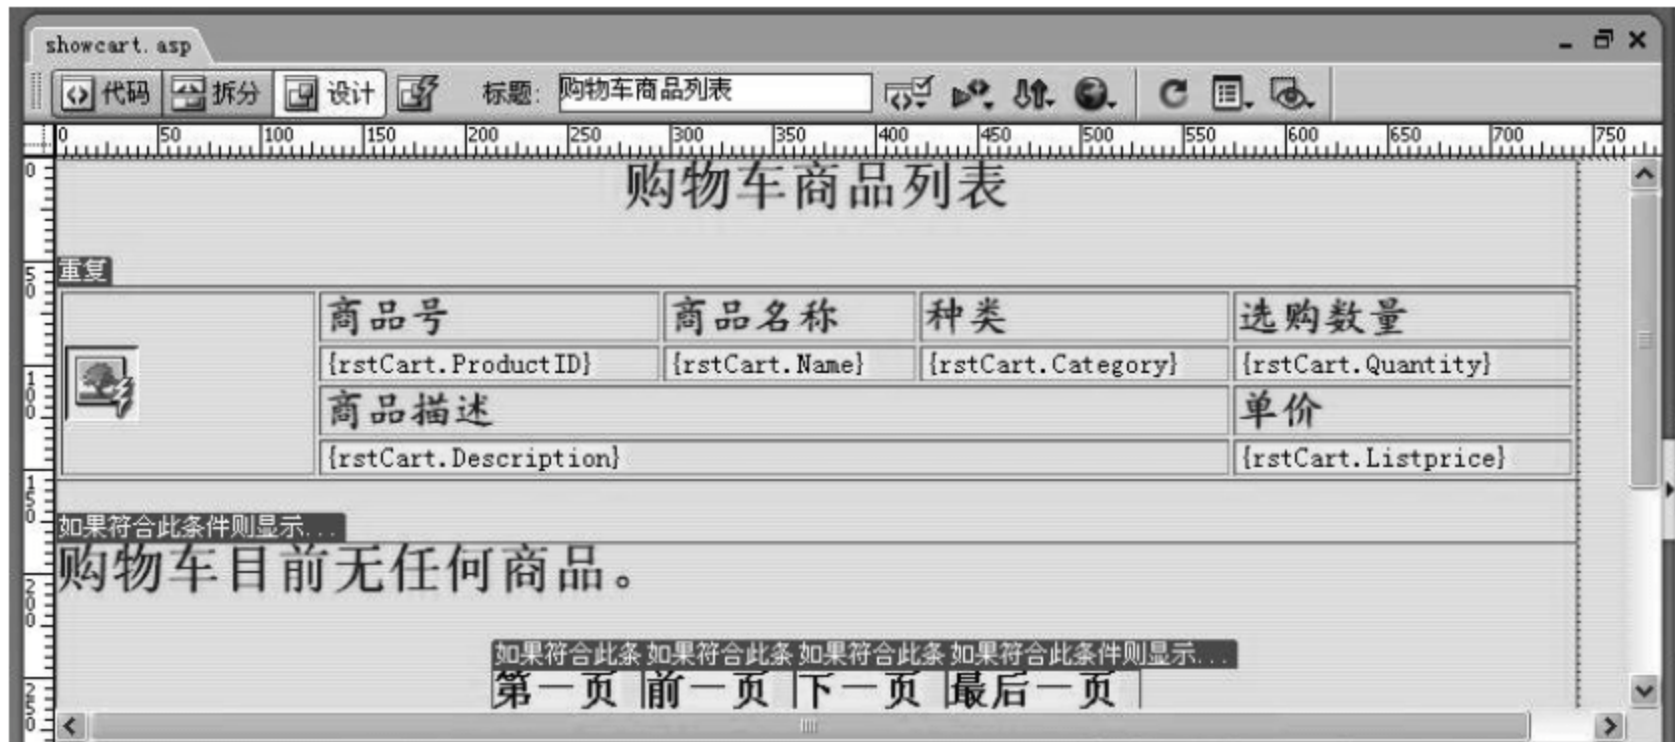 showcart.asp
代码 拆分 设计 标题: 购物车商品列表
0 50 100 150 200 250 300 350 400 450 500 550 600 650 700 750
0
50
100
150
200
250
购物车商品列表
重复
商品号 商品名称 种类 选购数量
{rstCart.ProductID} {rstCart.Name} {rstCart.Category} {rstCart.Quantity}
商品描述 单价
{rstCart.Description} {rstCart.Listprice}
如果符合此条件则显示...
购物车目前无任何商品。
如果符合此条 如果符合此条 如果符合此条 如果符合此条件则显示...
第一页 前一页 下一页 最后一页